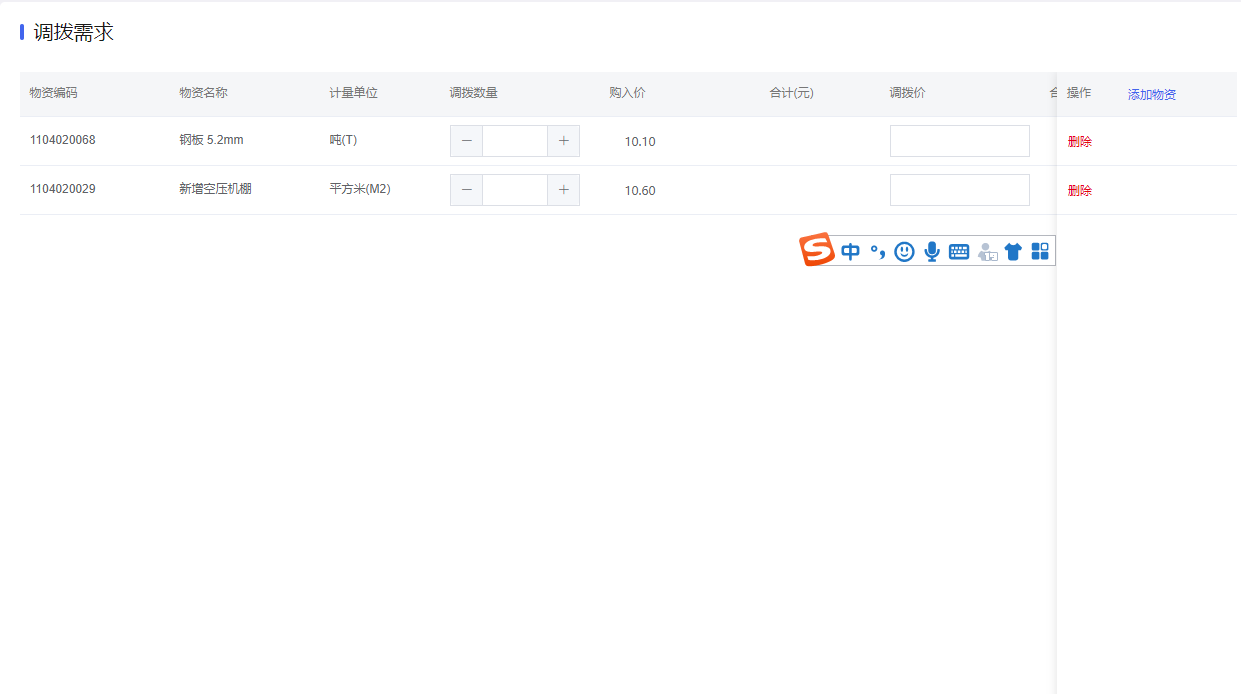 调拨需求
物资编码 物资名称 计量单位 调拨数量 购入价 合计(元) 调拨价 操作 添加物资
1104020068 钢板 5.2mm 吨(T) 10.10 删除
1104020029 新增空压机棚 平方米(M2) 10.60 删除
S 中